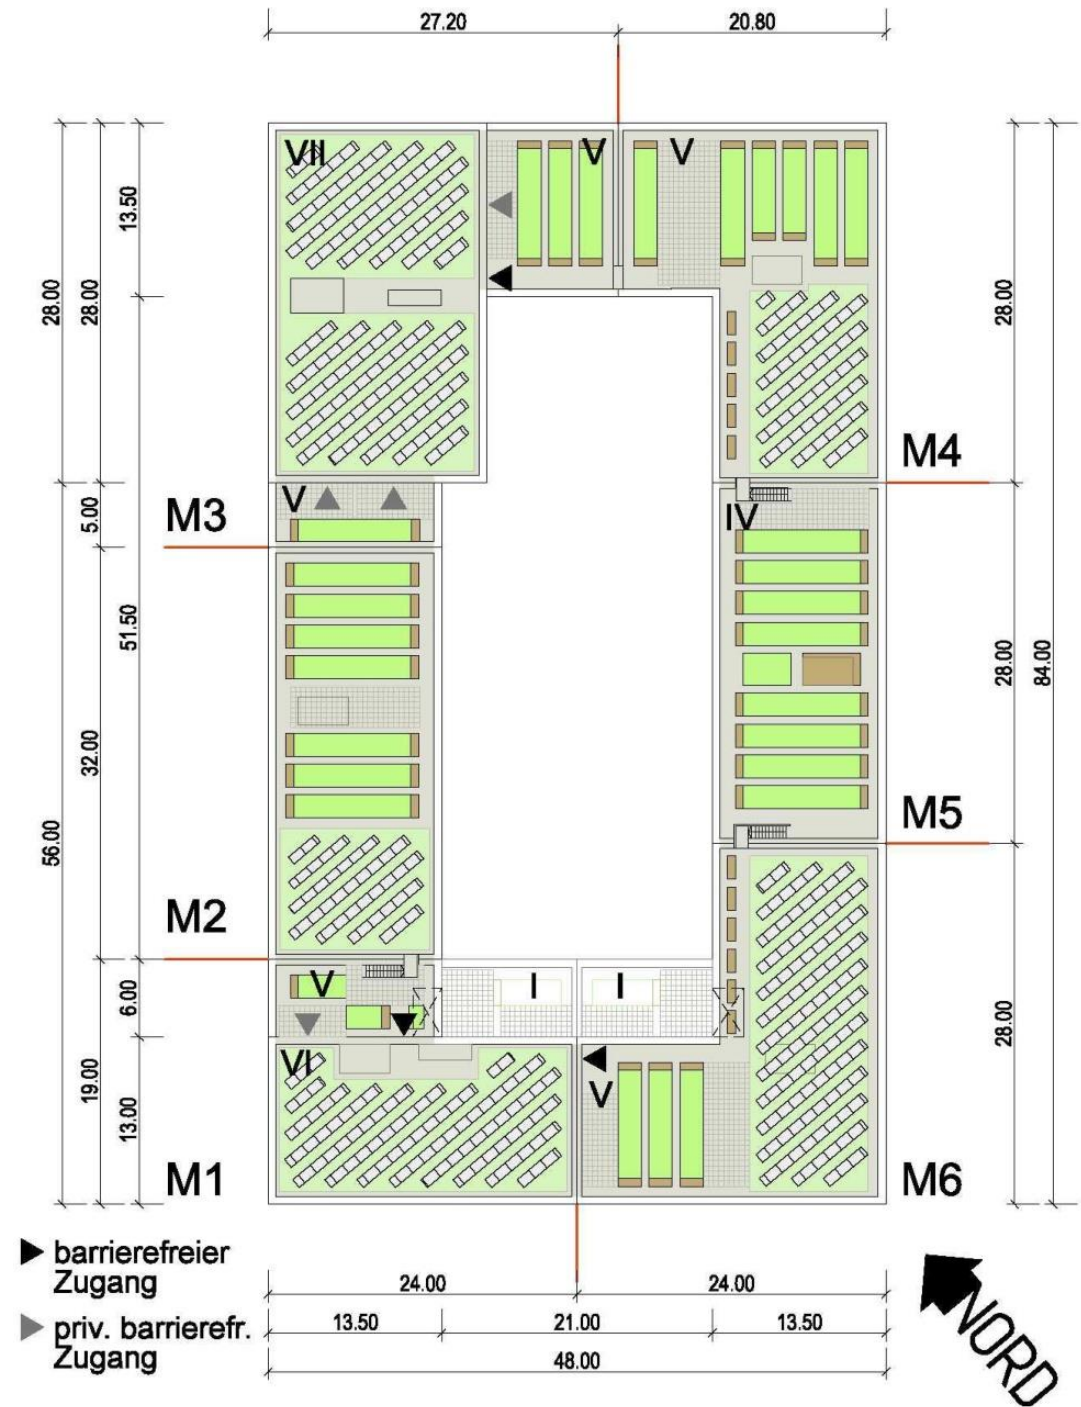 27.20
20.80
VII
V
V
13.50
28.00
28.00
28.00
M4
V
IV
M3
5.00
51.50
28.00
84.00
32.00
56.00
M5
M2
V
I
I
6.00
28.00
VI
V
19.00
13.00
M1
M6
barrierefreier
Zugang
24.00
24.00
priv. barrierefr.
Zugang
13.50
21.00
13.50
48.00
NORD